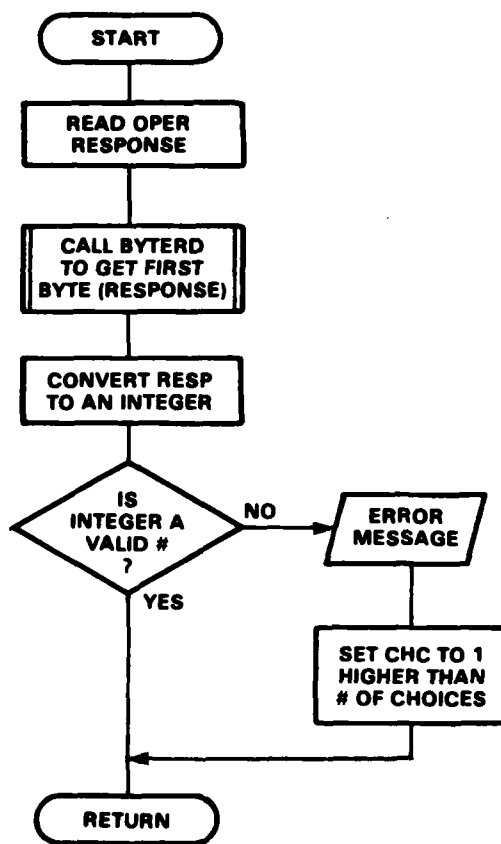 START
READ OPER
RESPONSE
CALL BYTERD
TO GET FIRST
BYTE (RESPONSE)
CONVERT RESP
TO AN INTEGER
IS
INTEGER A
VALID #
?
NO
ERROR
MESSAGE
YES
SET CHC TO 1
HIGHER THAN
# OF CHOICES
RETURN